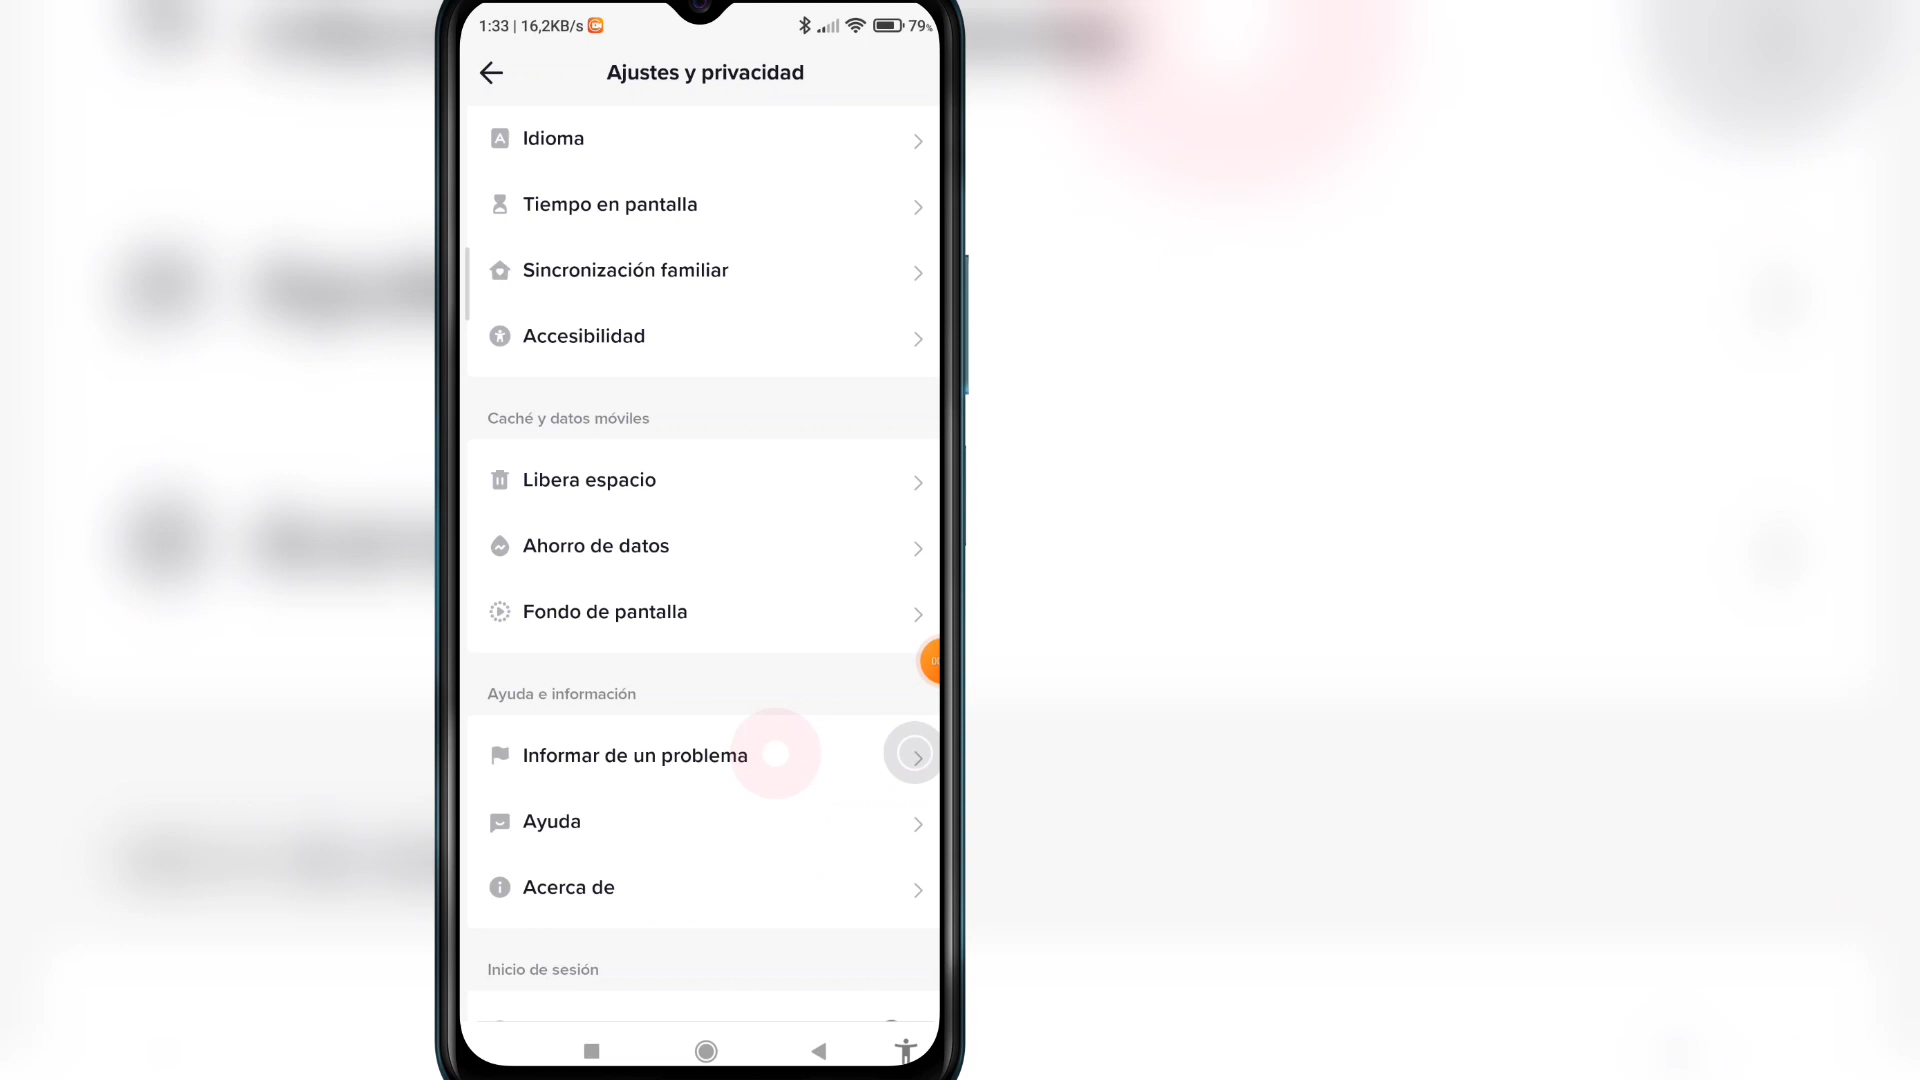 1:33 | 16,2KB/s 79%
Ajustes y privacidad
Idioma
Tiempo en pantalla
Sincronización familiar
Accesibilidad
Caché y datos móviles
Libera espacio
Ahorro de datos
Fondo de pantalla
Ayuda e información
Informar de un problema
Ayuda
Acerca de
Inicio de sesión